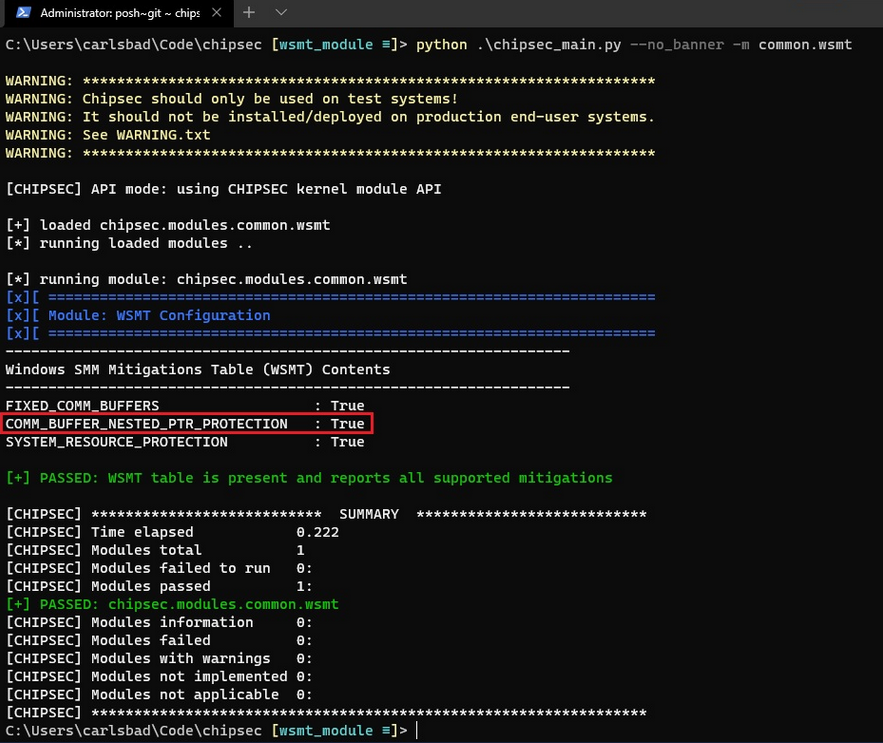 Administrator: posh~git ~ chips
C:\Users\carlsbad\Code\chipsec [wsmt_module ≡]> python .\chipsec_main.py --no_banner -m common.wsmt
WARNING: *******************************************************************
WARNING: Chipsec should only be used on test systems!
WARNING: It should not be installed/deployed on production end-user systems.
WARNING: See WARNING.txt
WARNING: *******************************************************************
[CHIPSEC] API mode: using CHIPSEC kernel module API
[+] loaded chipsec.modules.common.wsmt
[*] running loaded modules ..
[*] running module: chipsec.modules.common.wsmt
[x][ =======================================================================
[x][ Module: WSMT Configuration
[x][ =======================================================================
------------------------------------------------------------------
Windows SMM Mitigations Table (WSMT) Contents
------------------------------------------------------------------
FIXED_COMM_BUFFERS                  : True
COMM_BUFFER_NESTED_PTR_PROTECTION   : True
SYSTEM_RESOURCE_PROTECTION          : True
[+] PASSED: WSMT table is present and reports all supported mitigations
[CHIPSEC] ***************************  SUMMARY  ***************************
[CHIPSEC] Time elapsed            0.222
[CHIPSEC] Modules total           1
[CHIPSEC] Modules failed to run   0:
[CHIPSEC] Modules passed          1:
[+] PASSED: chipsec.modules.common.wsmt
[CHIPSEC] Modules information     0:
[CHIPSEC] Modules failed          0:
[CHIPSEC] Modules with warnings   0:
[CHIPSEC] Modules not implemented 0:
[CHIPSEC] Modules not applicable  0:
[CHIPSEC] *****************************************************************
C:\Users\carlsbad\Code\chipsec [wsmt_module ≡]>